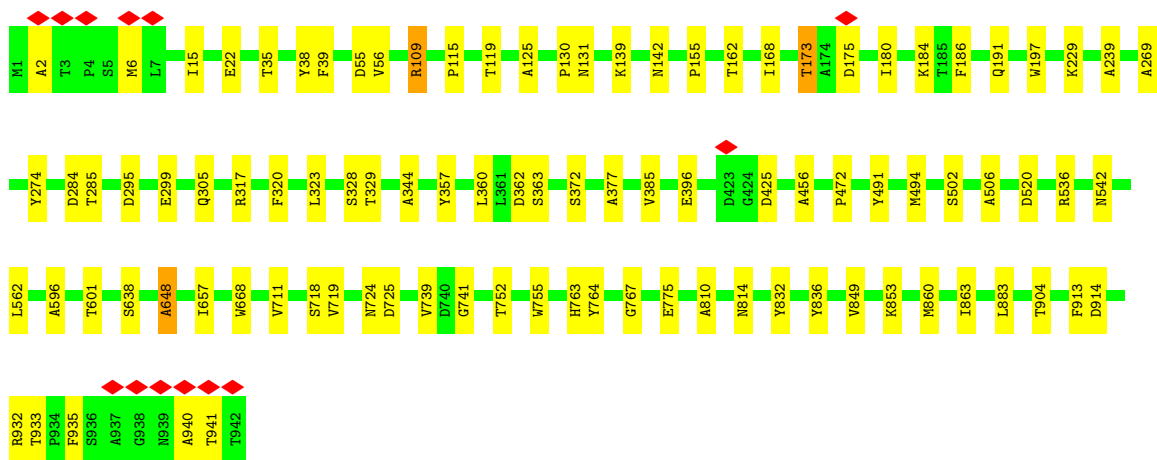 M1 A2 T3 P4 S5 M6 L7 I15 E22 T35 Y38 F39 D55 V56 R109 P115 T119 A125 P130 N131 K139 N142 P155 T162 I168 T173 A174 D175 I180 K184 T185 F186 Q191 W197 K229 A239 A269
Y274 D284 T285 D295 E299 Q305 R317 F320 L323 S328 T329 A344 Y357 L360 L361 D362 S363 S372 A377 V385 E396 D423 G424 D425 A456 P472 Y491 M494 S502 A506 D520 R536 N542
L562 A596 T601 S638 A648 I657 W668 V711 S718 V719 N724 D725 V739 D740 G741 T752 W755 H763 Y764 G767 E775 A810 N814 Y832 Y836 V849 K853 M860 I863 L883 T904 F913 D914
R932 T933 P934 F935 S936 A937 G938 N939 A940 T941 T942